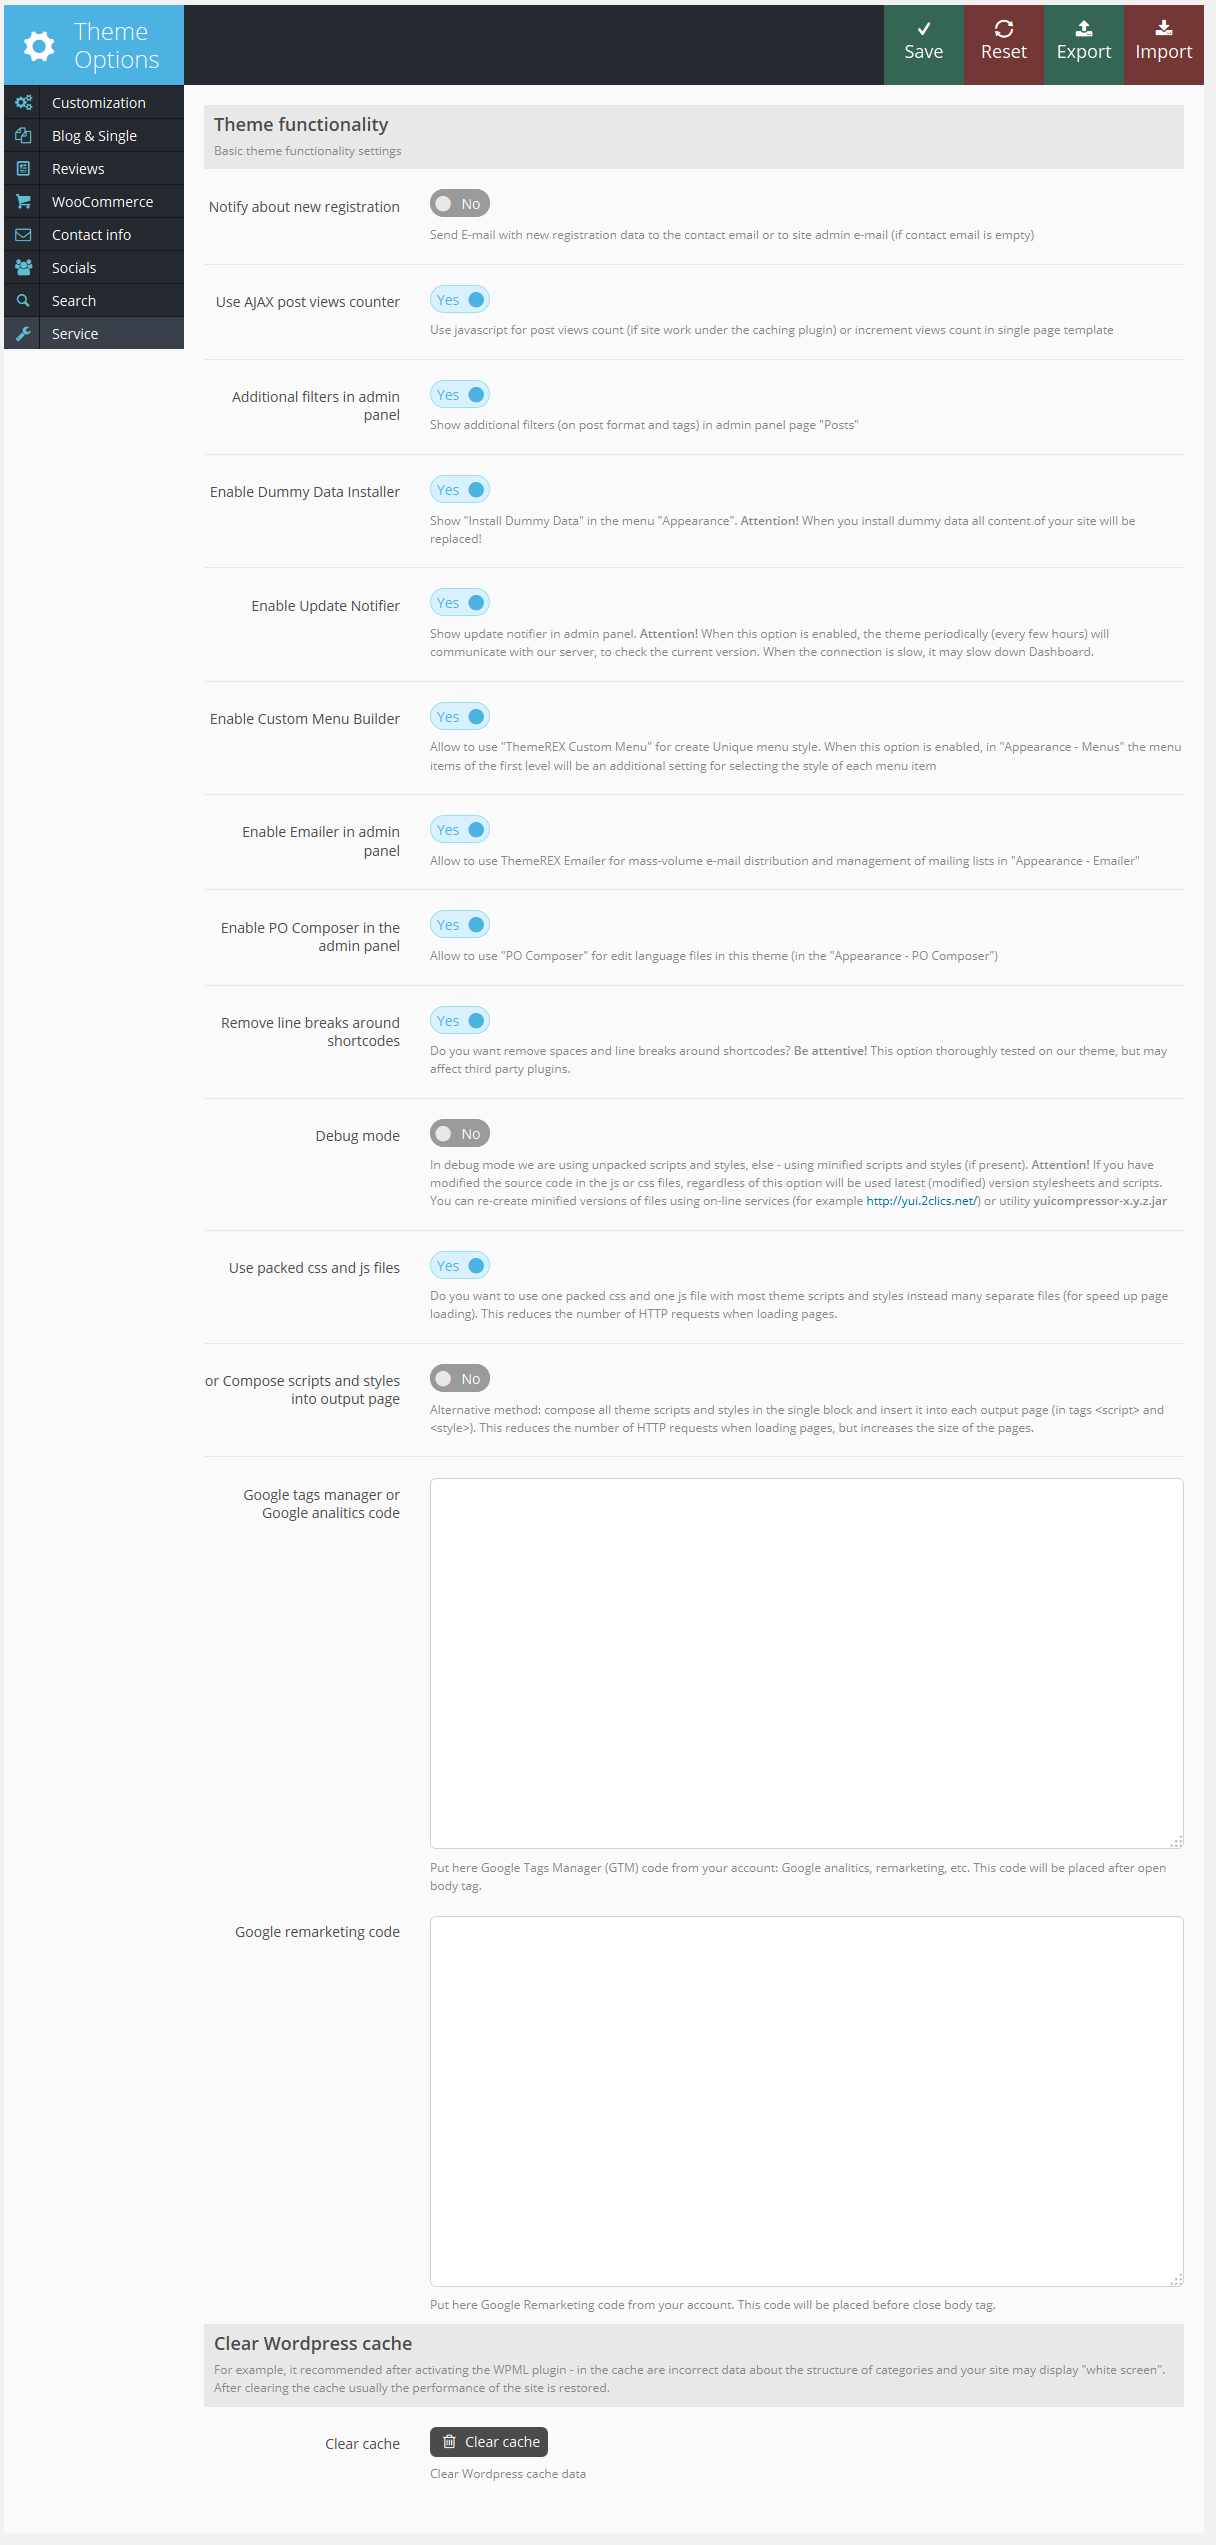 Theme
Options
Save
Reset
Export
Import
Customization
Blog & Single
Reviews
WooCommerce
Contact info
Socials
Search
Service
Theme functionality
Basic theme functionality settings
Notify about new registration
No
Send E-mail with new registration data to the contact email or to site admin e-mail (if contact email is empty)
Use AJAX post views counter
Yes
Use javascript for post views count (if site work under the caching plugin) or increment views count in single page template
Additional filters in admin
panel
Yes
Show additional filters (on post format and tags) in admin panel page "Posts"
Enable Dummy Data Installer
Yes
Show "Install Dummy Data" in the menu "Appearance". Attention! When you install dummy data all content of your site will be
replaced!
Enable Update Notifier
Yes
Show update notifier in admin panel. Attention! When this option is enabled, the theme periodically (every few hours) will
communicate with our server, to check the current version. When the connection is slow, it may slow down Dashboard.
Enable Custom Menu Builder
Yes
Allow to use "ThemeREX Custom Menu" for create Unique menu style. When this option is enabled, in "Appearance - Menus" the menu
items of the first level will be an additional setting for selecting the style of each menu item
Enable Emailer in admin
panel
Yes
Allow to use ThemeREX Emailer for mass-volume e-mail distribution and management of mailing lists in "Appearance - Emailer"
Enable PO Composer in the
admin panel
Yes
Allow to use "PO Composer" for edit language files in this theme (in the "Appearance - PO Composer")
Remove line breaks around
shortcodes
Yes
Do you want remove spaces and line breaks around shortcodes? Be attentive! This option thoroughly tested on our theme, but may
affect third party plugins.
Debug mode
No
In debug mode we are using unpacked scripts and styles, else - using minified scripts and styles (if present). Attention! If you have
modified the source code in the js or css files, regardless of this option will be used latest (modified) version stylesheets and scripts.
You can re-create minified versions of files using on-line services (for example http://yui.2clics.net/) or utility yuicompressor-x.y.z.jar
Use packed css and js files
Yes
Do you want to use one packed css and one js file with most theme scripts and styles instead many separate files (for speed up page
loading). This reduces the number of HTTP requests when loading pages.
or Compose scripts and styles
into output page
No
Alternative method: compose all theme scripts and styles in the single block and insert it into each output page (in tags <script> and
<style>). This reduces the number of HTTP requests when loading pages, but increases the size of the pages.
Google tags manager or
Google analitics code
Put here Google Tags Manager (GTM) code from your account: Google analitics, remarketing, etc. This code will be placed after open
body tag.
Google remarketing code
Put here Google Remarketing code from your account. This code will be placed before close body tag.
Clear Wordpress cache
For example, it recommended after activating the WPML plugin - in the cache are incorrect data about the structure of categories and your site may display "white screen".
After clearing the cache usually the performance of the site is restored.
Clear cache
Clear cache
Clear Wordpress cache data